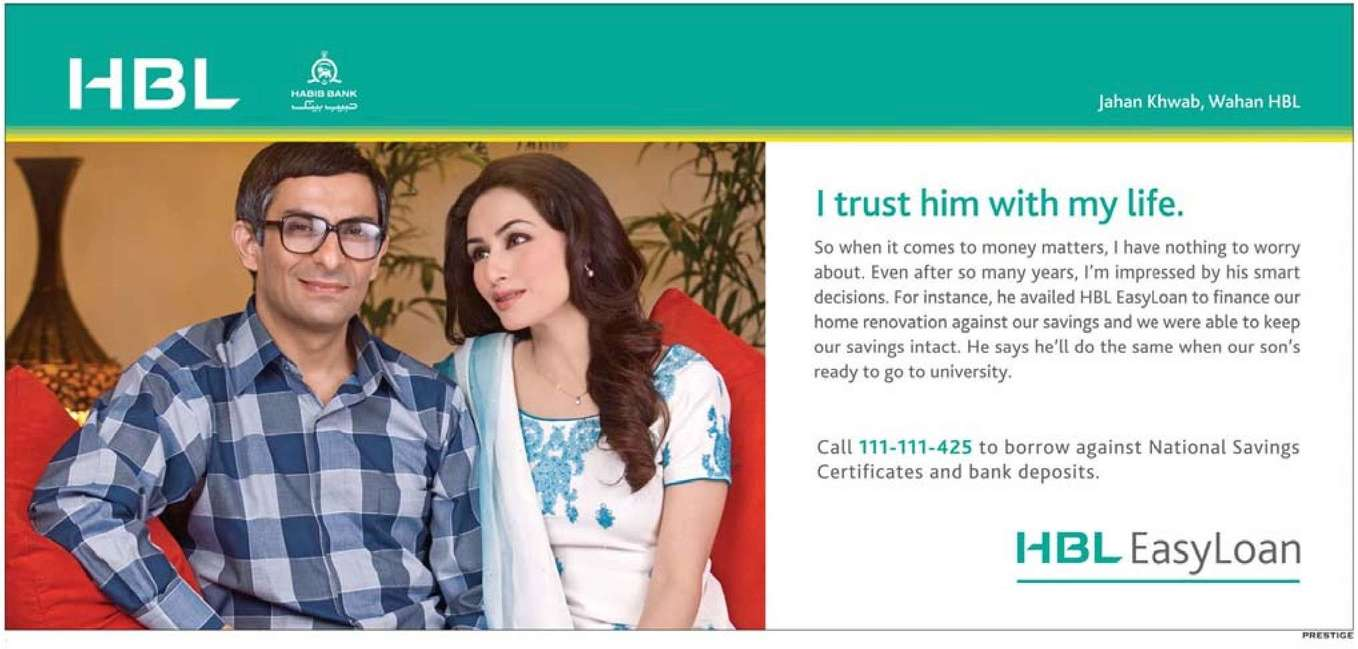 HBL
HABIB BANK
حبیب بینک
Jahan Khwab, Wahan HBL
I trust him with my life.
So when it comes to money matters, I have nothing to worry
about. Even after so many years, I'm impressed by his smart
decisions. For instance, he availed HBL EasyLoan to finance our
home renovation against our savings and we were able to keep
our savings intact. He says he'll do the same when our son's
ready to go to university.
Call 111-111-425 to borrow against National Savings
Certificates and bank deposits.
HBL EasyLoan
PRESTIGE